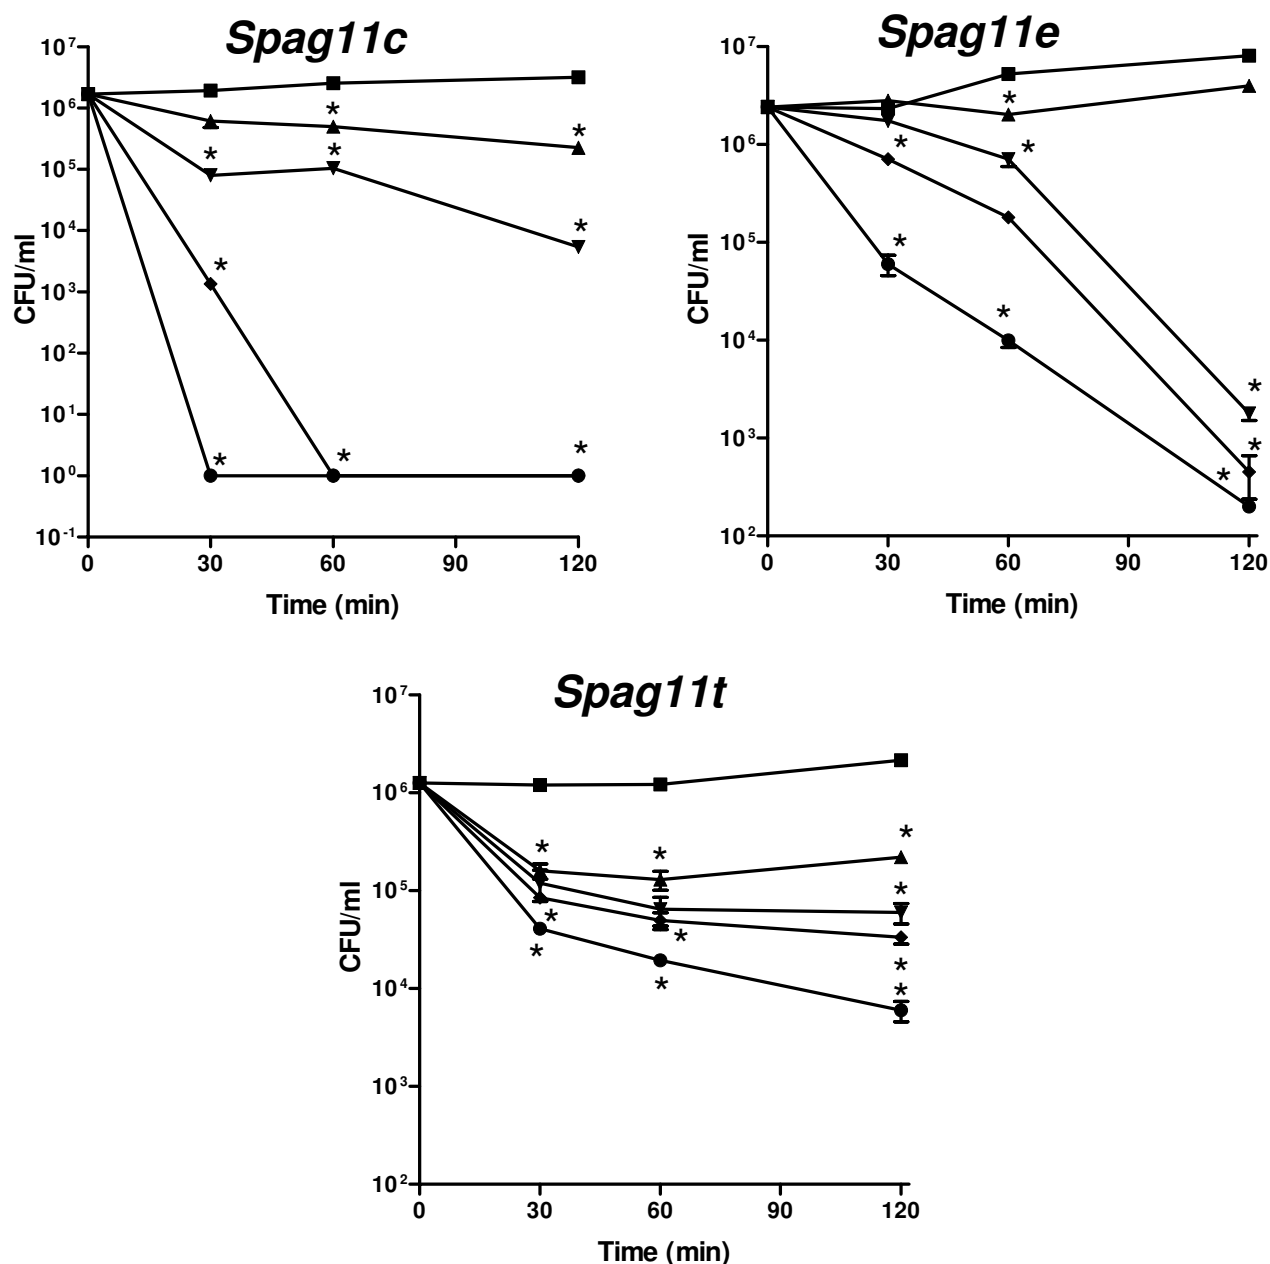 Spag11c
10⁷
10⁶
10⁵
10⁴
10³
10²
10¹
10⁰
10⁻¹
CFU/ml
0 30 60 90 120
Time (min)
* * * * * * * * * * *
Spag11e
10⁷
10⁶
10⁵
10⁴
10³
10²
CFU/ml
0 30 60 90 120
Time (min)
* * * * * * * *
Spag11t
10⁷
10⁶
10⁵
10⁴
10³
10²
CFU/ml
0 30 60 90 120
Time (min)
* * * * * * * * * *